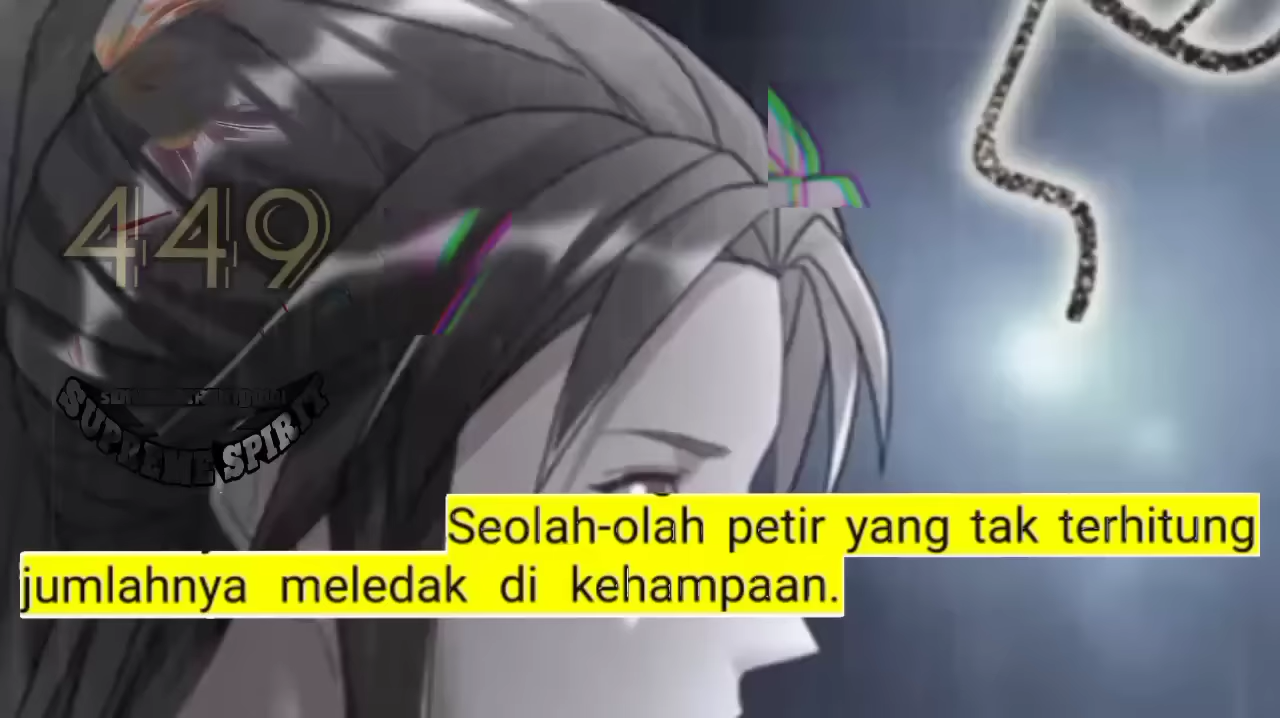 449
SUPREME SPIRIT
Seolah-olah petir yang tak terhitung
jumlahnya meledak di kehampaan.